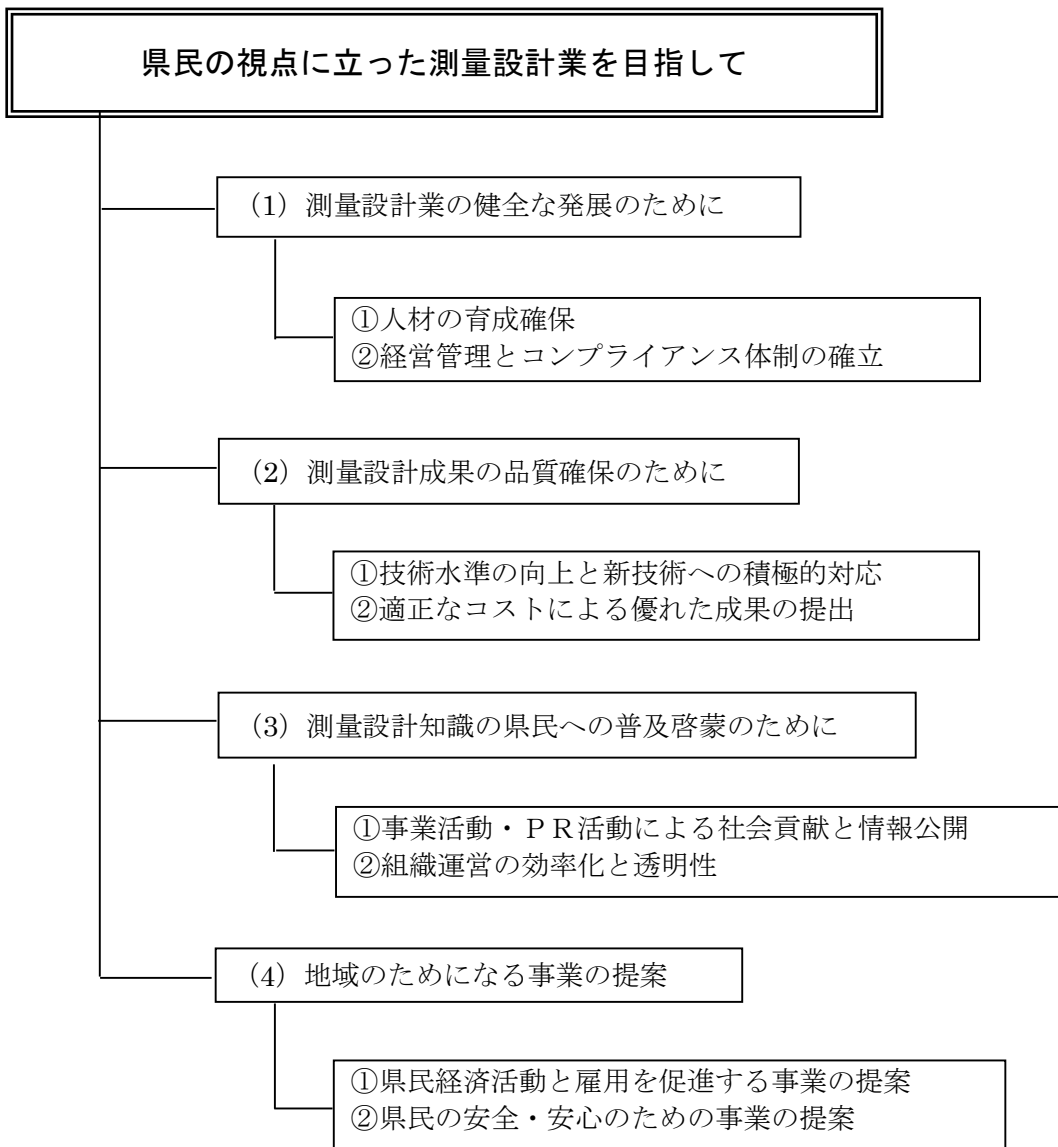 県民の視点に立った測量設計業を目指して
（1）測量設計業の健全な発展のために
①人材の育成確保
②経営管理とコンプライアンス体制の確立
（2）測量設計成果の品質確保のために
①技術水準の向上と新技術への積極的対応
②適正なコストによる優れた成果の提出
（3）測量設計知識の県民への普及啓蒙のために
①事業活動・ＰＲ活動による社会貢献と情報公開
②組織運営の効率化と透明性
（4）地域のためになる事業の提案
①県民経済活動と雇用を促進する事業の提案
②県民の安全・安心のための事業の提案